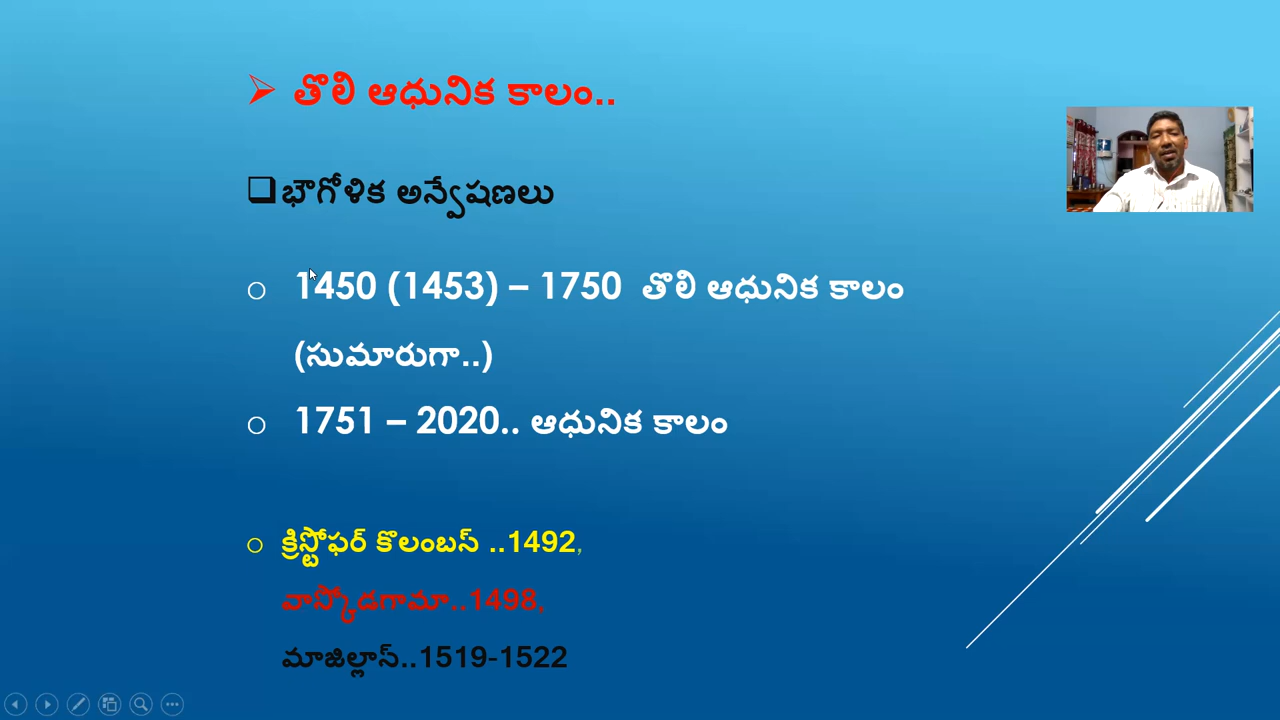 తొలి ఆధునిక కాలం..
భౌగోళిక అన్వేషణలు
1450 (1453) – 1750 తొలి ఆధునిక కాలం
(సుమారుగా..)
1751 – 2020.. ఆధునిక కాలం
క్రిస్టోఫర్ కొలంబస్ ..1492,
వాస్కోడగామా..1498,
మాజిల్లాన్..1519-1522